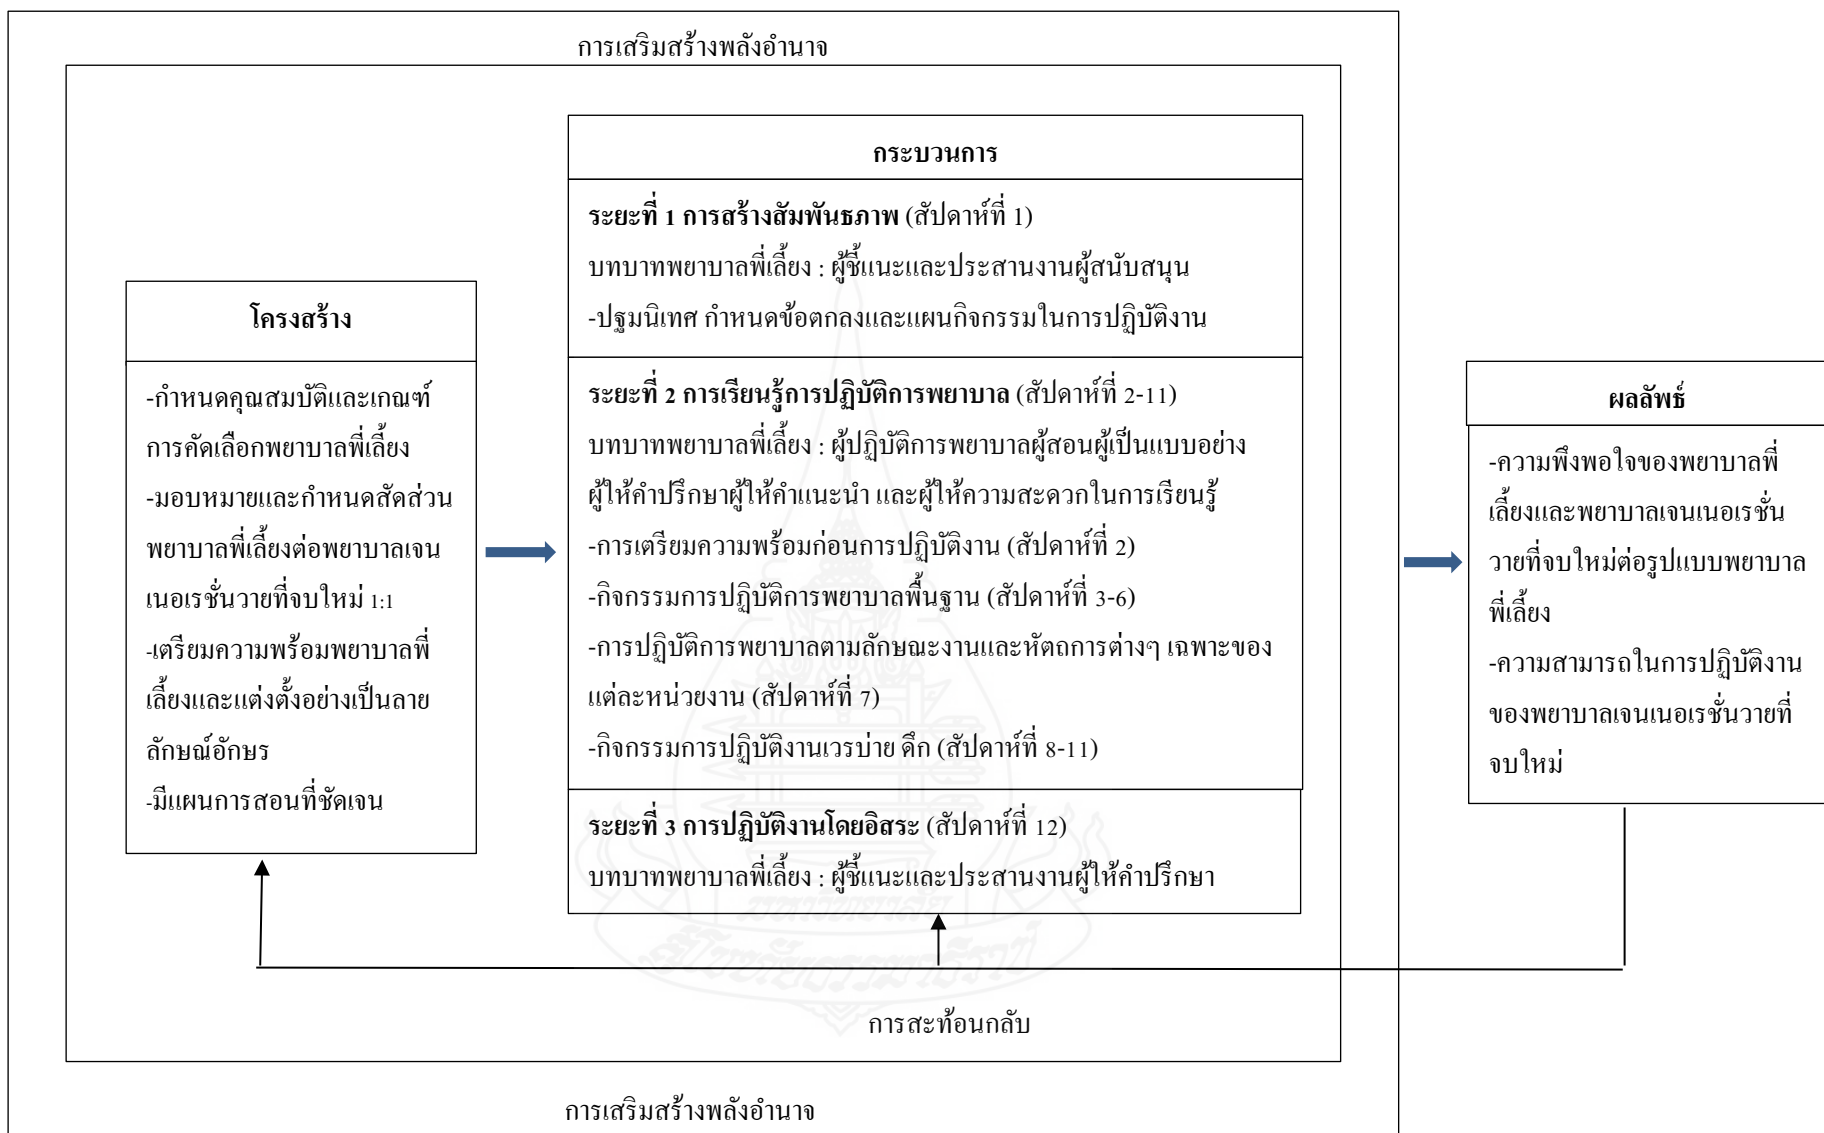 การเสริมสร้างพลังอำนาจ
โครงสร้าง
-กำหนดคุณสมบัติและเกณฑ์
การคัดเลือกพยาบาลพี่เลี้ยง
-มอบหมายและกำหนดสัดส่วน
พยาบาลพี่เลี้ยงต่อพยาบาลเจน
เนอเรชั่นวายที่จบใหม่ 1:1
-เตรียมความพร้อมพยาบาลพี่
เลี้ยงและแต่งตั้งอย่างเป็นลาย
ลักษณ์อักษร
-มีแผนการสอนที่ชัดเจน
กระบวนการ
ระยะที่ 1 การสร้างสัมพันธภาพ (สัปดาห์ที่ 1)
บทบาทพยาบาลพี่เลี้ยง : ผู้ชี้แนะและประสานงานผู้สนับสนุน
-ปฐมนิเทศ กำหนดข้อตกลงและแผนกิจกรรมในการปฏิบัติงาน
ระยะที่ 2 การเรียนรู้การปฏิบัติการพยาบาล (สัปดาห์ที่ 2-11)
บทบาทพยาบาลพี่เลี้ยง : ผู้ปฏิบัติการพยาบาลผู้สอนผู้เป็นแบบอย่าง
ผู้ให้คำปรึกษาผู้ให้คำแนะนำ และผู้ให้ความสะดวกในการเรียนรู้
-การเตรียมความพร้อมก่อนการปฏิบัติงาน (สัปดาห์ที่ 2)
-กิจกรรมการปฏิบัติการพยาบาลพื้นฐาน (สัปดาห์ที่ 3-6)
-การปฏิบัติการพยาบาลตามลักษณะงานและหัตถการต่างๆ เฉพาะของ
แต่ละหน่วยงาน (สัปดาห์ที่ 7)
-กิจกรรมการปฏิบัติงานเวรบ่าย ดึก (สัปดาห์ที่ 8-11)
ระยะที่ 3 การปฏิบัติงานโดยอิสระ (สัปดาห์ที่ 12)
บทบาทพยาบาลพี่เลี้ยง : ผู้ชี้แนะและประสานงานผู้ให้คำปรึกษา
ผลลัพธ์
-ความพึงพอใจของพยาบาลพี่
เลี้ยงและพยาบาลเจนเนอเรชั่น
วายที่จบใหม่ต่อรูปแบบพยาบาล
พี่เลี้ยง
-ความสามารถในการปฏิบัติงาน
ของพยาบาลเจนเนอเรชั่นวายที่
จบใหม่
มหาวิทยาลัย
สุโขทัยธรรมาธิราช
การสะท้อนกลับ
การเสริมสร้างพลังอำนาจ